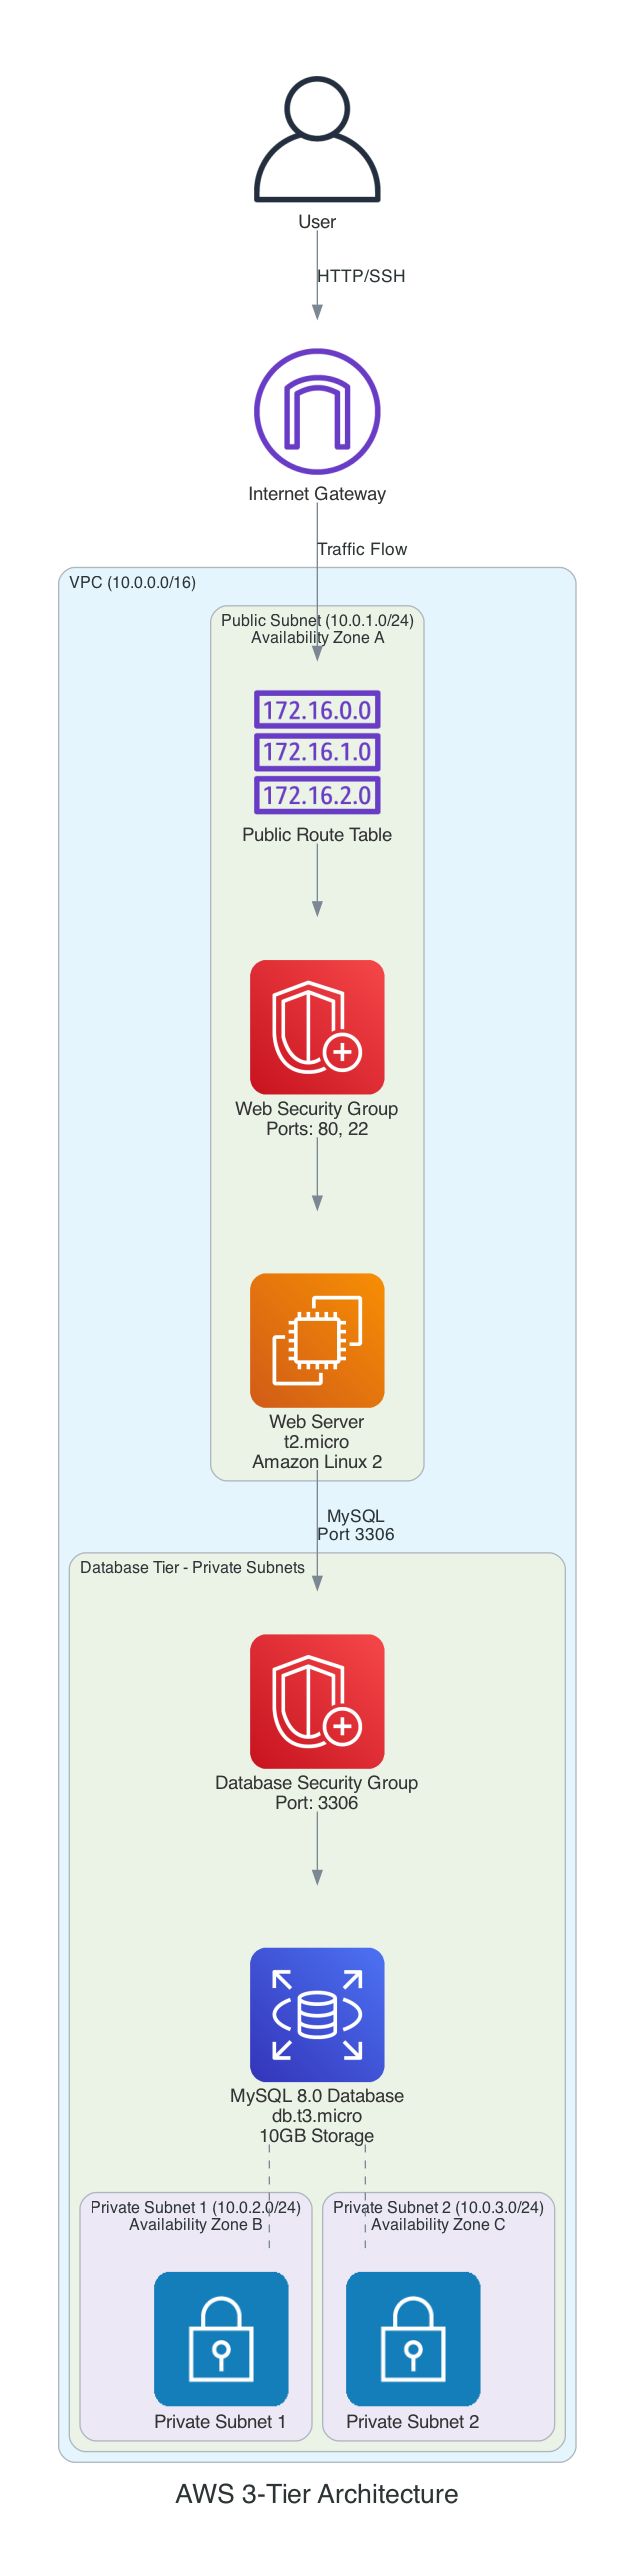 User
HTTP/SSH
Internet Gateway
Traffic Flow
VPC (10.0.0.0/16)
Public Subnet (10.0.1.0/24)
Availability Zone A
172.16.0.0
172.16.1.0
172.16.2.0
Public Route Table
Web Security Group
Ports: 80, 22
Web Server
t2.micro
Amazon Linux 2
MySQL
Port 3306
Database Tier - Private Subnets
Database Security Group
Port: 3306
MySQL 8.0 Database
db.t3.micro
10GB Storage
Private Subnet 1 (10.0.2.0/24)
Availability Zone B
Private Subnet 2 (10.0.3.0/24)
Availability Zone C
Private Subnet 1
Private Subnet 2
AWS 3-Tier Architecture